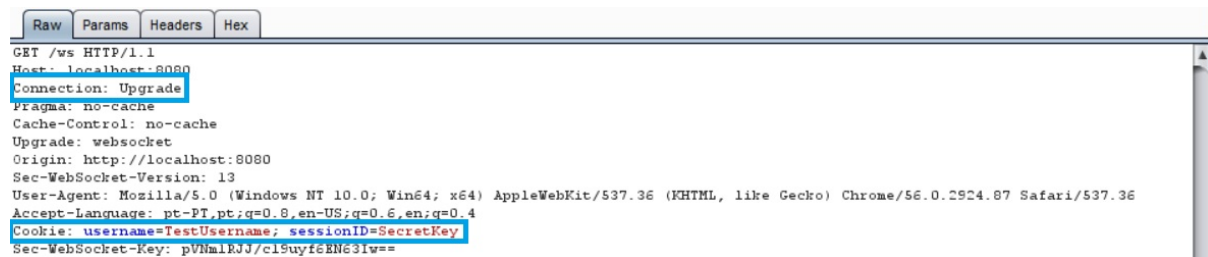 Raw Params Headers Hex
GET /ws HTTP/1.1
Host: localhost:8080
Connection: Upgrade
Pragma: no-cache
Cache-Control: no-cache
Upgrade: websocket
Origin: http://localhost:8080
Sec-WebSocket-Version: 13
User-Agent: Mozilla/5.0 (Windows NT 10.0; Win64; x64) AppleWebKit/537.36 (KHTML, like Gecko) Chrome/56.0.2924.87 Safari/537.36
Accept-Language: pt-PT,pt;q=0.8,en-US;q=0.6,en;q=0.4
Cookie: username=TestUsername; sessionID=SecretKey
Sec-WebSocket-Key: pVNmlRJJ/cl9uyf6EN63Iw==